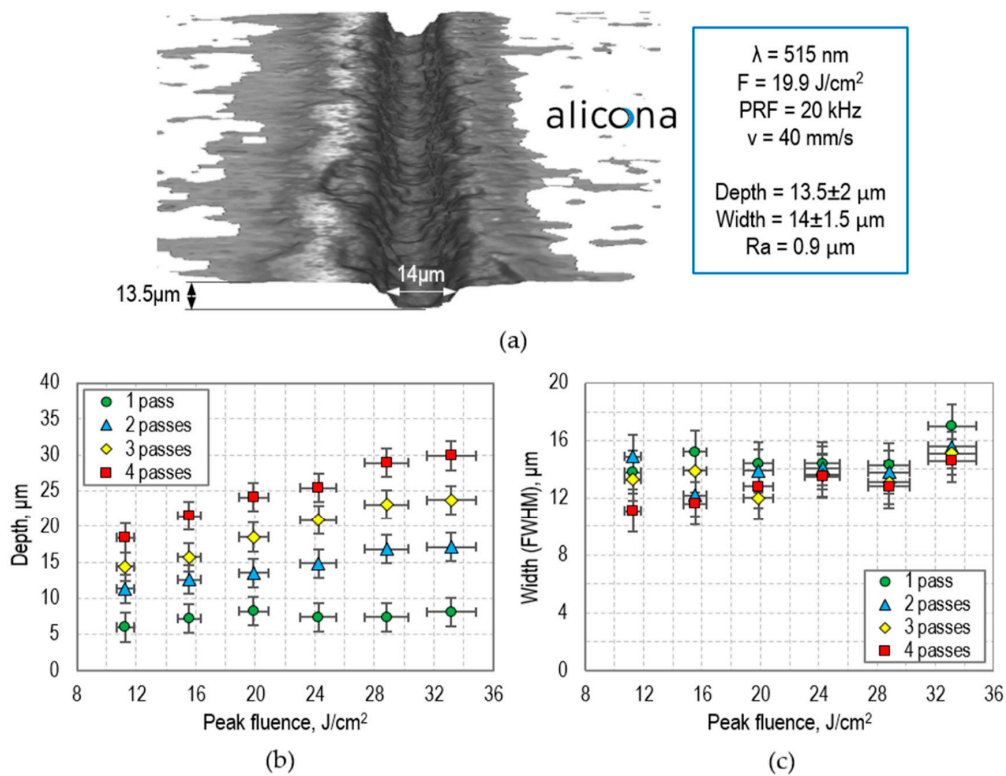 alicona
λ = 515 nm
F = 19.9 J/cm²
PRF = 20 kHz
v = 40 mm/s
Depth = 13.5±2 µm
Width = 14±1.5 µm
Ra = 0.9 µm
14µm
13.5µm
(a)
40
35
30
25
20
15
10
5
0
Depth, µm
1 pass
2 passes
3 passes
4 passes
8 12 16 20 24 28 32 36
Peak fluence, J/cm²
(b)
20
16
12
8
4
0
Width (FWHM), µm
1 pass
2 passes
3 passes
4 passes
8 12 16 20 24 28 32 36
Peak fluence, J/cm²
(c)